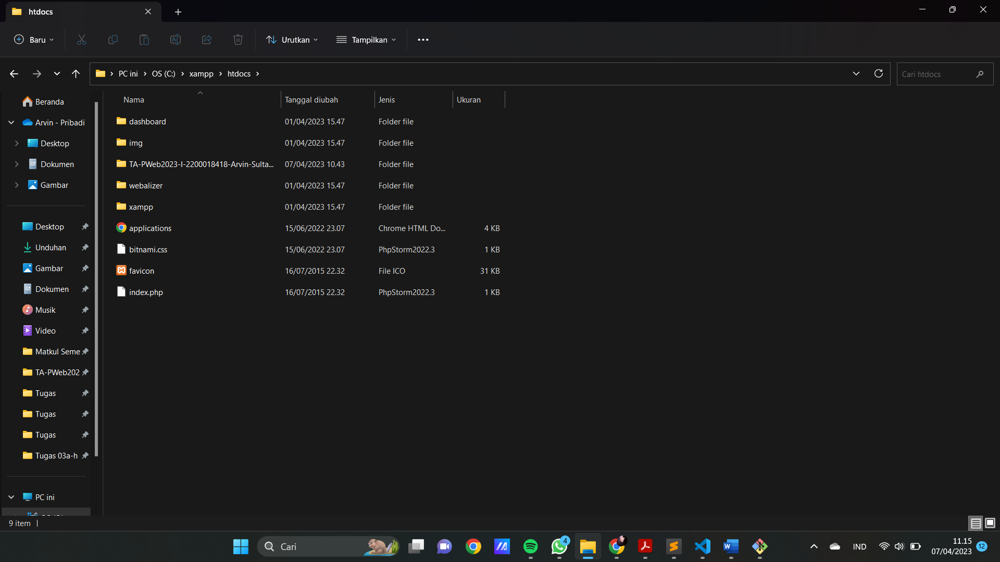 htdocs
Baru
Urutkan
Tampilkan
PC ini
OS (C:)
xampp
htdocs
Cari htdocs
Beranda
Arvin - Pribadi
Desktop
Dokumen
Gambar
Desktop
Unduhan
Gambar
Dokumen
Musik
Video
Matkul Seme
TA-PWeb202
Tugas
Tugas
Tugas
Tugas 03a-h
PC ini
Nama Tanggal diubah Jenis Ukuran
dashboard 01/04/2023 15.47 Folder file
img 01/04/2023 15.47 Folder file
TA-PWeb2023-I-2200018418-Arvin-Sulta... 07/04/2023 10.43 Folder file
webalizer 01/04/2023 15.47 Folder file
xampp 01/04/2023 15.47 Folder file
applications 15/06/2022 23.07 Chrome HTML Do... 4 KB
bitnami.css 15/06/2022 23.07 PhpStorm2022.3 1 KB
favicon 16/07/2015 22.32 File ICO 31 KB
index.php 16/07/2015 22.32 PhpStorm2022.3 1 KB
9 item
Cari
4
IND
11.15
07/04/2023
12